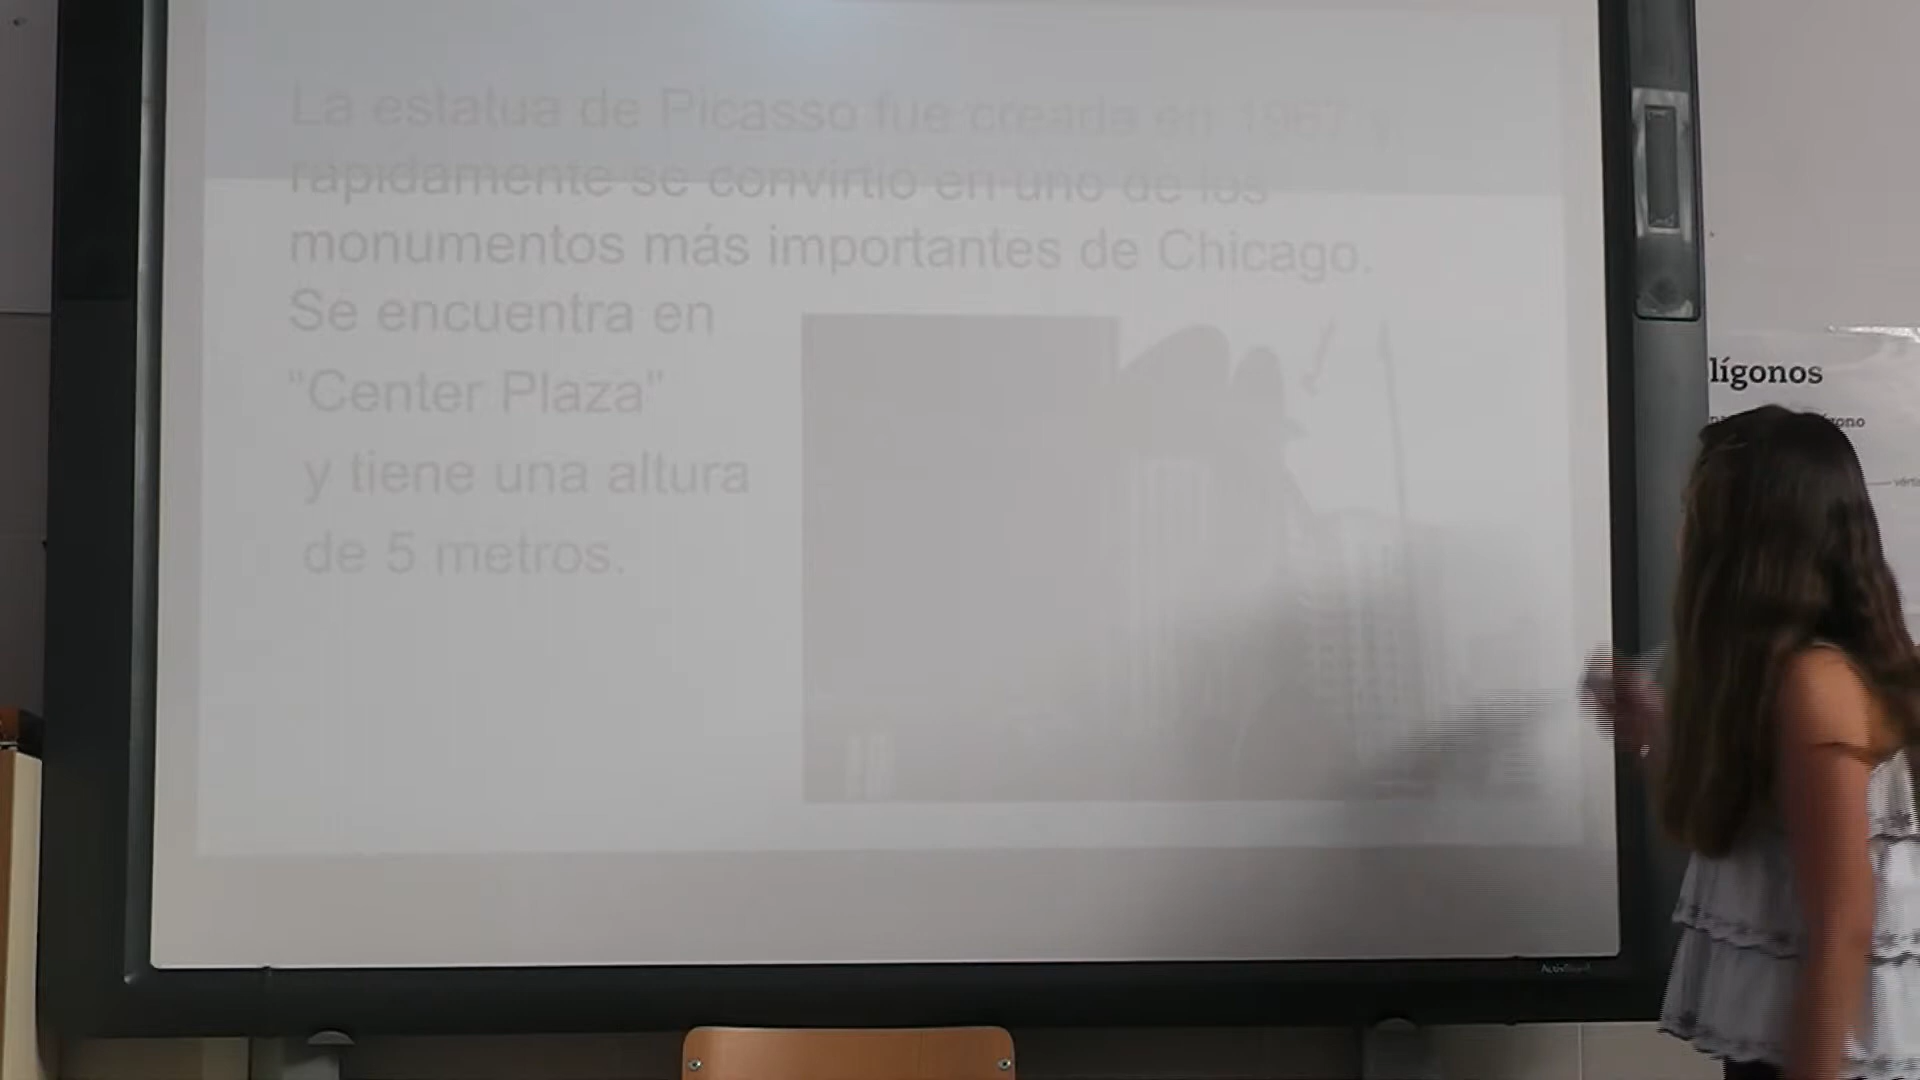 La estatua de Picasso fue creada en 1967 y
rapidamente se convirtio en uno de los
monumentos más importantes de Chicago.
Se encuentra en
"Center Plaza"
y tiene una altura
de 5 metros.
lígonos